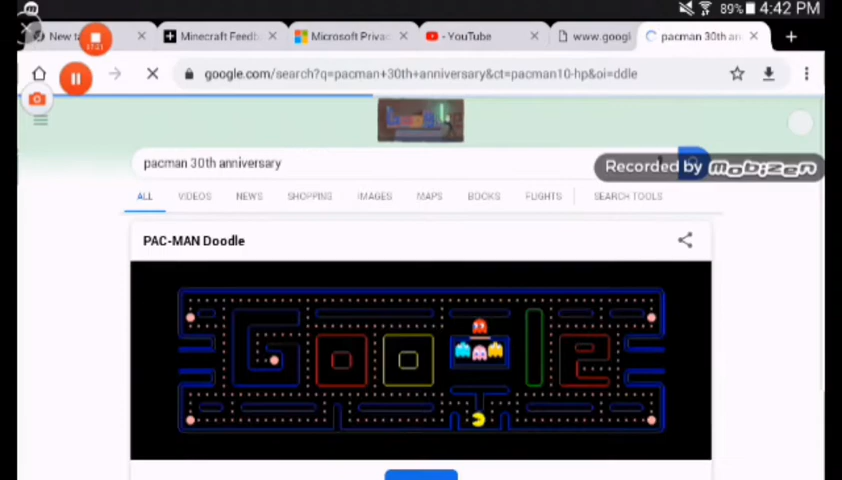 89% 4:42 PM
New ta
Minecraft Feedb
Microsoft Privac
- YouTube
www.googl
pacman 30th an
google.com/search?q=pacman+30th+anniversary&ct=pacman10-hp&oi=ddle
pacman 30th anniversary
Recorded by mobizen
ALL VIDEOS NEWS SHOPPING IMAGES MAPS BOOKS FLIGHTS SEARCH TOOLS
PAC-MAN Doodle
Google